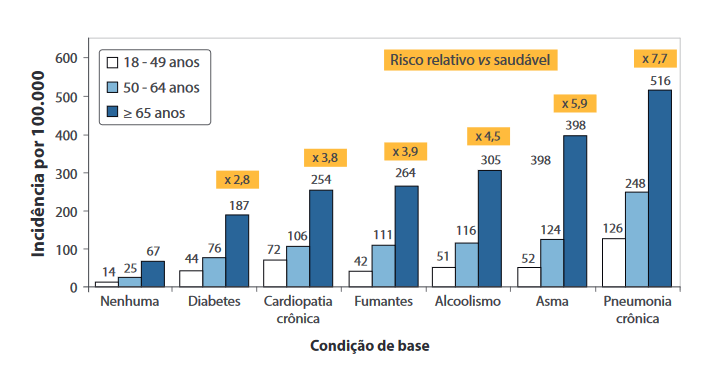 Incidência por 100.000
600
500
400
300
200
100
0
18 - 49 anos
50 - 64 anos
≥ 65 anos
Risco relativo vs saudável
x 2,8
x 3,8
x 3,9
x 4,5
x 5,9
x 7,7
14 25 67
44 76 187
72 106 254
42 111 264
51 116 305
52 124 398
398
126 248 516
Nenhuma
Diabetes
Cardiopatia
crônica
Fumantes
Alcoolismo
Asma
Pneumonia
crônica
Condição de base